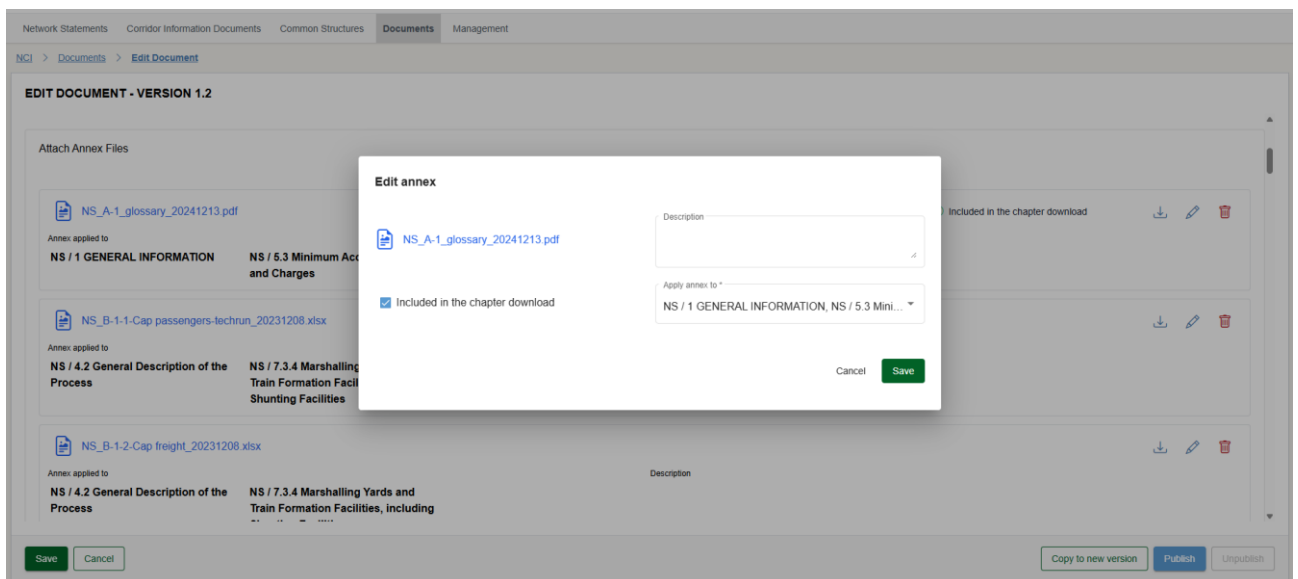 Network Statements Corridor Information Documents Common Structures Documents Management
NCI > Documents > Edit Document
EDIT DOCUMENT - VERSION 1.2
Attach Annex Files
NS_A-1_glossary_20241213.pdf
Included in the chapter download
Annex applied to
NS / 1 GENERAL INFORMATION
NS / 5.3 Minimum Acc
and Charges
NS_B-1-1-Cap passengers-techrun_20231208.xlsx
Annex applied to
NS / 4.2 General Description of the
Process
NS / 7.3.4 Marshalling
Train Formation Facil
Shunting Facilities
NS_B-1-2-Cap freight_20231208.xlsx
Annex applied to
Description
NS / 4.2 General Description of the
Process
NS / 7.3.4 Marshalling Yards and
Train Formation Facilities, including
Edit annex
NS_A-1_glossary_20241213.pdf
Description
Included in the chapter download
Apply annex to *
NS / 1 GENERAL INFORMATION, NS / 5.3 Mini...
Cancel Save
Save Cancel Copy to new version Publish Unpublish